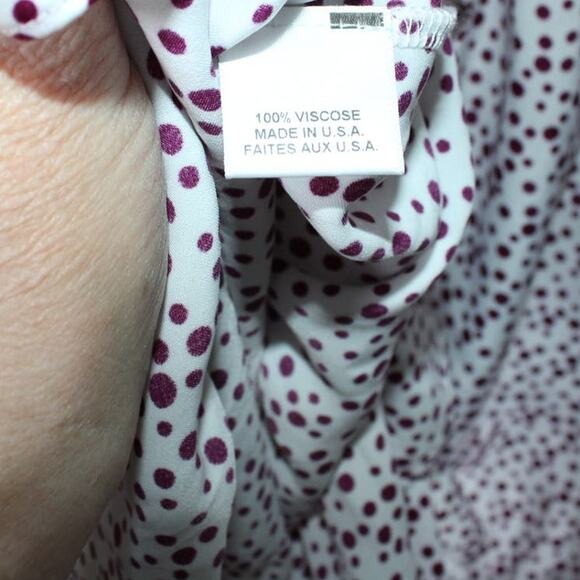 100% VISCOSE
MADE IN U.S.A.
FAITES AUX U.S.A.